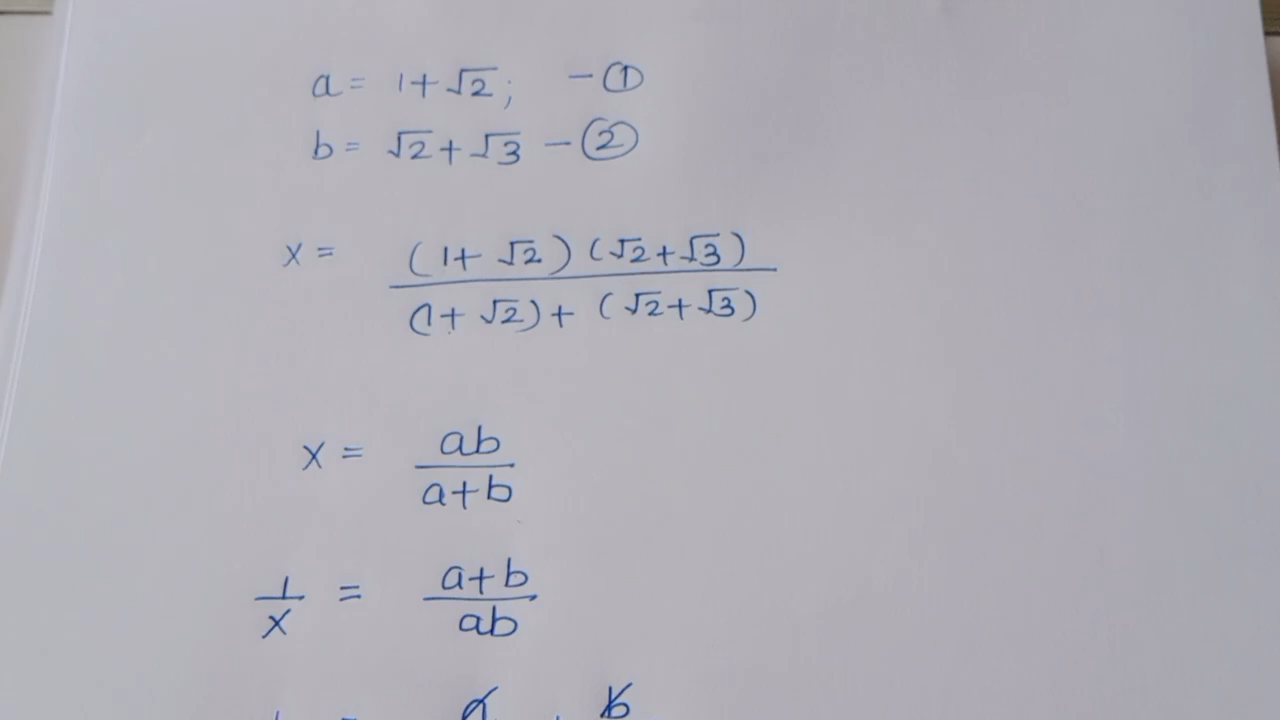 a = 1+√2; - ①
b = √2+√3 - ②
x = (1+ √2) (√2+√3)
(1+ √2)+ (√2+√3)
x = ab
a+b
1 = a+b
x ab
a b